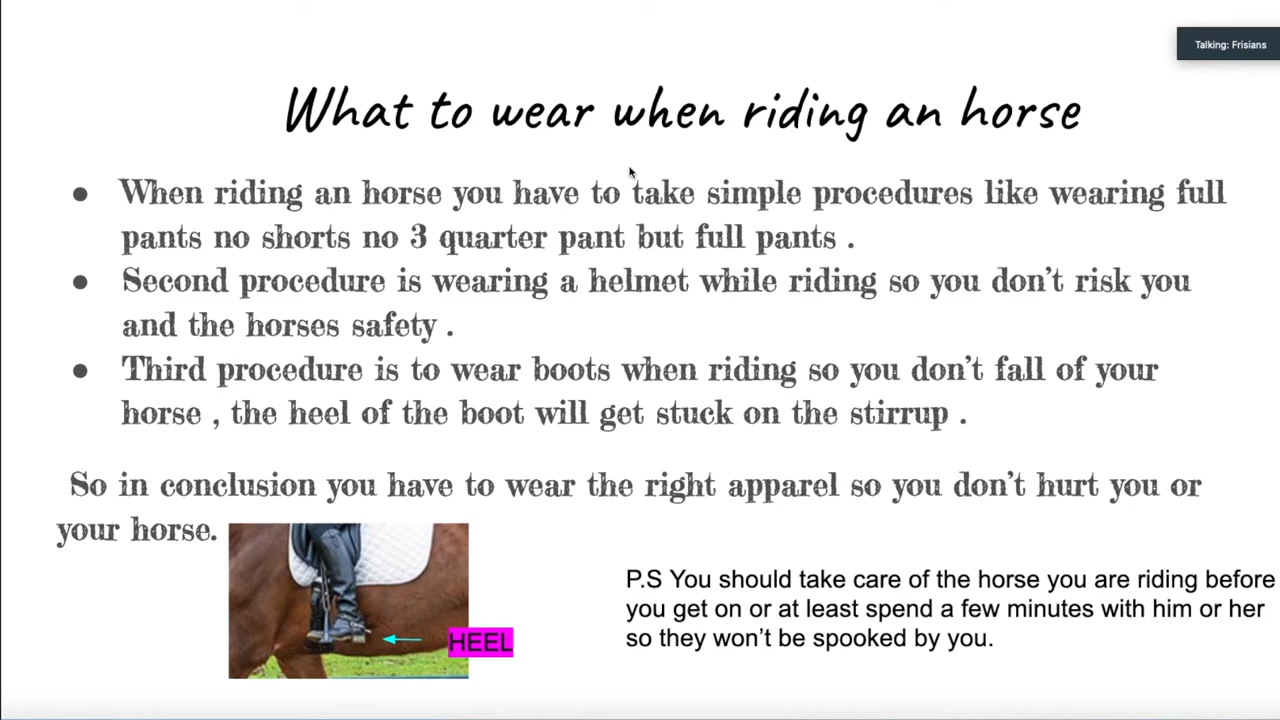 Talking: Frisians
What to wear when riding an horse
● When riding an horse you have to take simple procedures like wearing full
pants no shorts no 3 quarter pant but full pants .
● Second procedure is wearing a helmet while riding so you don't risk you
and the horses safety .
● Third procedure is to wear boots when riding so you don't fall of your
horse , the heel of the boot will get stuck on the stirrup .
So in conclusion you have to wear the right apparel so you don't hurt you or
your horse.
HEEL
P.S You should take care of the horse you are riding before
you get on or at least spend a few minutes with him or her
so they won't be spooked by you.